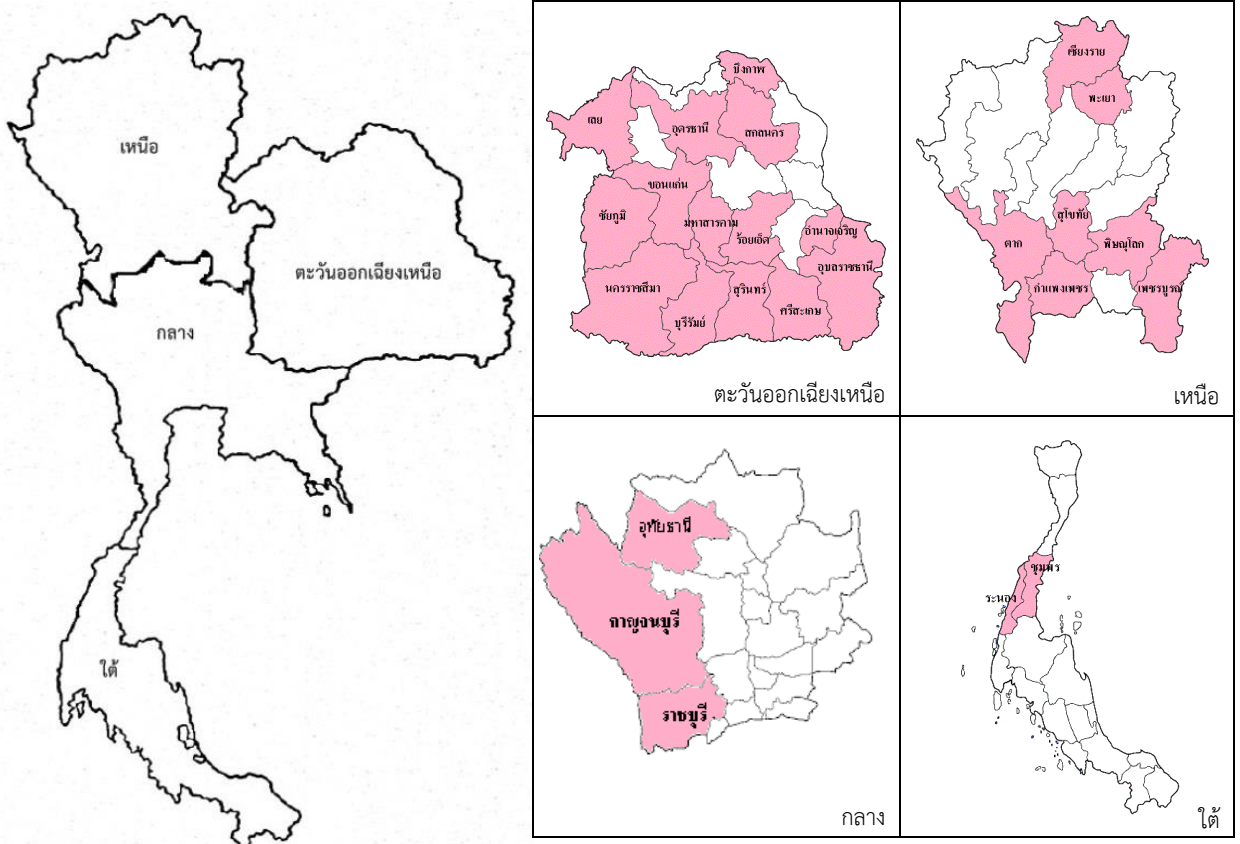 เหนือ
ตะวันออกเฉียงเหนือ
กลาง
ใต้
บึงกาฬ
เลย
อุดรธานี
สกลนคร
ขอนแก่น
ชัยภูมิ
มหาสารคาม
ร้อยเอ็ด
อำนาจเจริญ
อุบลราชธานี
นครราชสีมา
บุรีรัมย์
สุรินทร์
ศรีสะเกษ
ตะวันออกเฉียงเหนือ
เชียงราย
พะเยา
สุโขทัย
ตาก
พิษณุโลก
กำแพงเพชร
เพชรบูรณ์
เหนือ
อุทัยธานี
กาญจนบุรี
ราชบุรี
กลาง
ชุมพร
ระนอง
ใต้